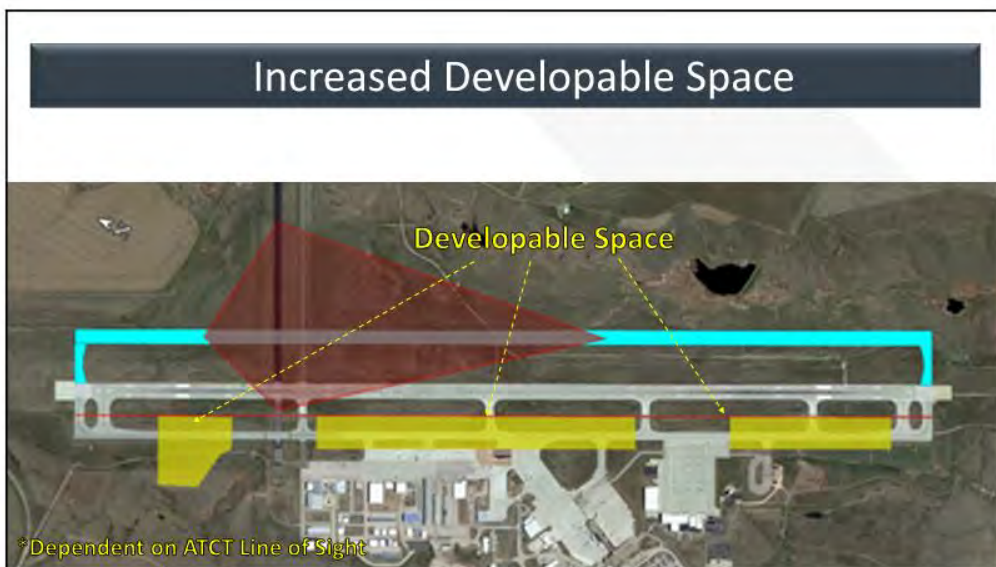 Increased Developable Space
Developable Space
*Dependent on ATCT Line of Sight